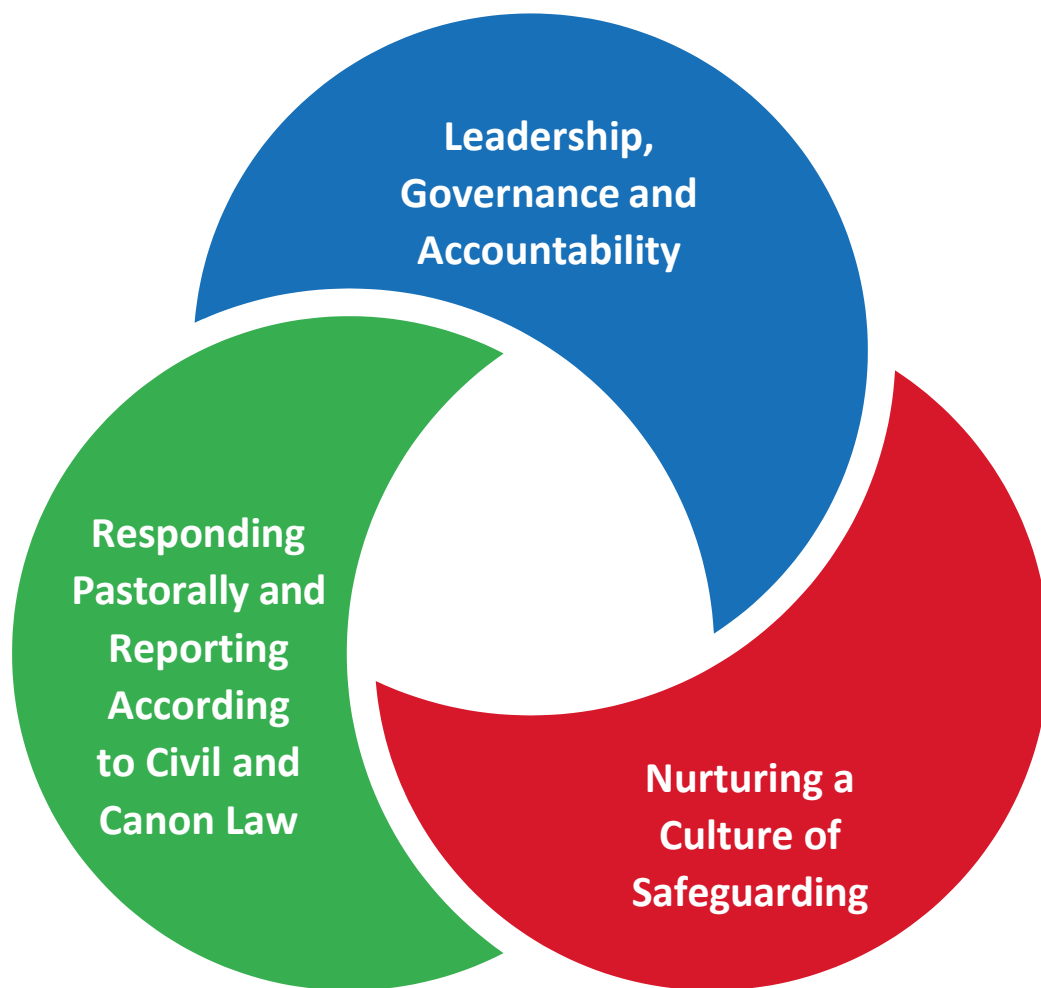 Leadership,
Governance and
Accountability
Responding
Pastorally and
Reporting
According
to Civil and
Canon Law
Nurturing a
Culture of
Safeguarding